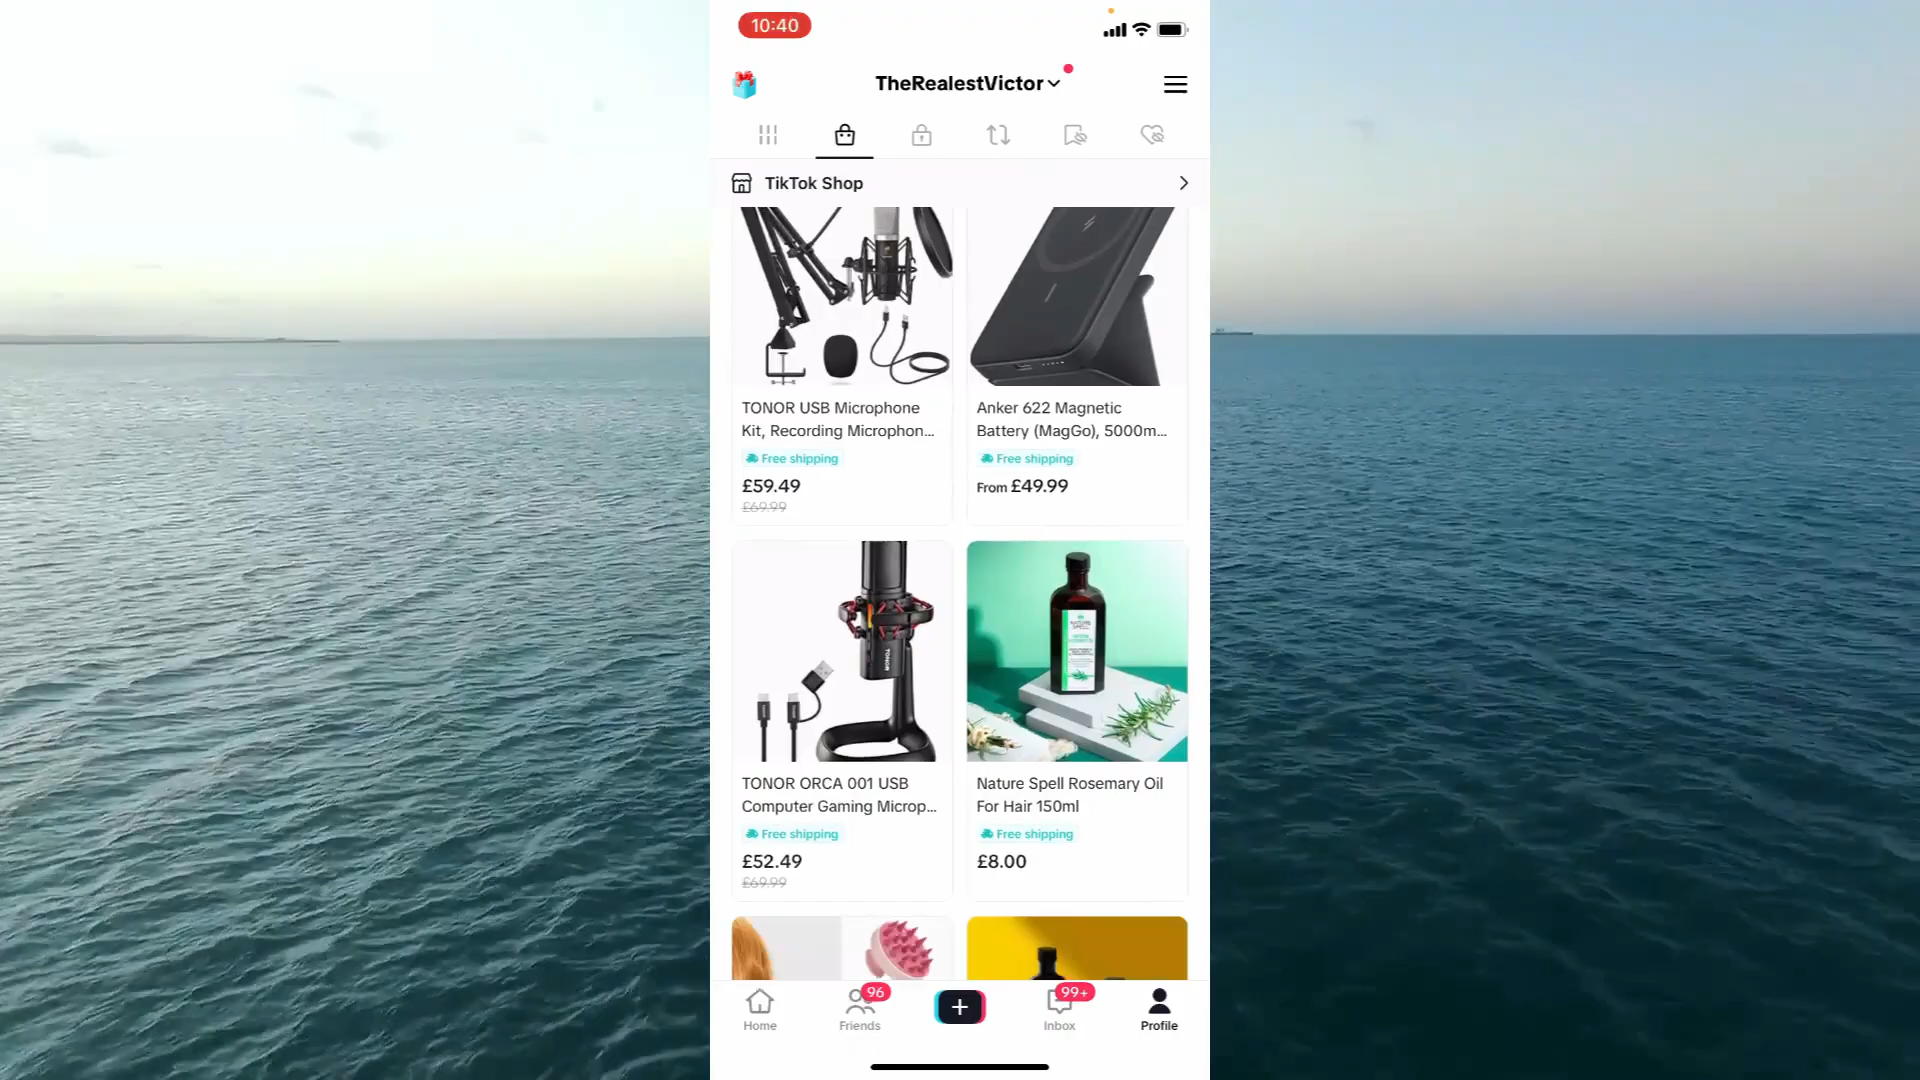 10:40
TheRealestVictor
TikTok Shop
TONOR USB Microphone
Kit, Recording Microphon...
Free shipping
£59.49
£69.99
Anker 622 Magnetic
Battery (MagGo), 5000m...
Free shipping
From £49.99
TONOR
TONOR ORCA 001 USB
Computer Gaming Microp...
Free shipping
£52.49
£69.99
NATURE
SPELL
Nature Spell Rosemary Oil
For Hair 150ml
Free shipping
£8.00
Home
96
Friends
99+
Inbox
Profile